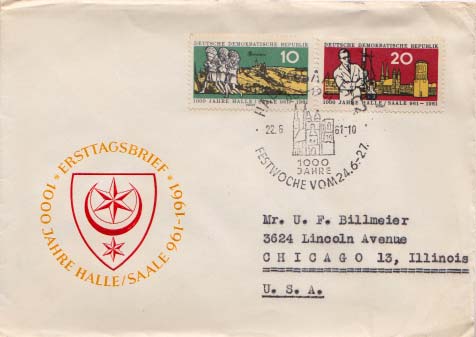 DEUTSCHE DEMOKRATISCHE REPUBLIK
10
1000 JAHRE HALLE/SAALE 961-1961
DEUTSCHE DEMOKRATISCHE REPUBLIK
20
1000 JAHRE HALLE/SAALE 961-1961
22.6
61-10
1000
JAHRE
FESTWOCHE VOM 24.6-2.7.
* ERSTTAGSBRIEF *
1000 JAHRE HALLE/SAALE 961-1961
Mr. U. F. Billmeier
3624 Lincoln Avenue
CHICAGO 13, Illinois
U. S. A.